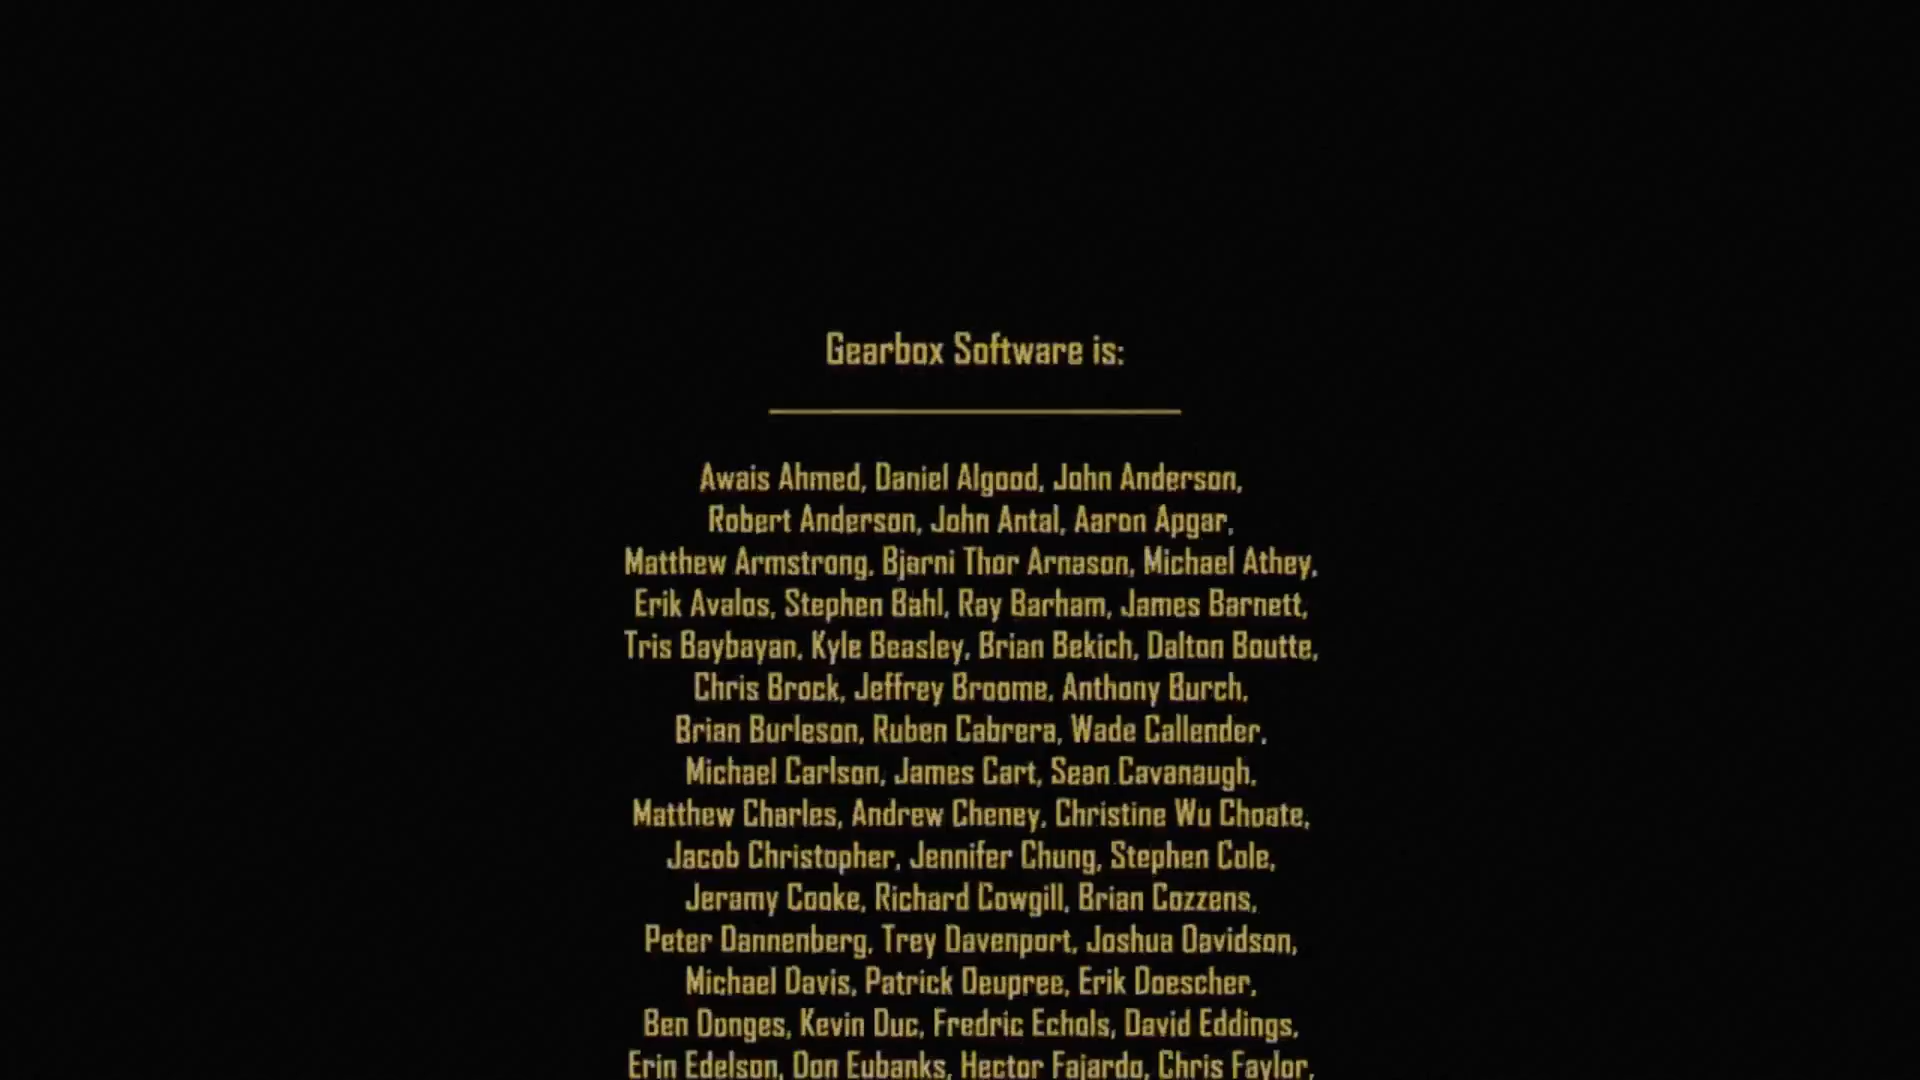 Gearbox Software is:
Awais Ahmed, Daniel Algood, John Anderson,
Robert Anderson, John Antal, Aaron Apgar,
Matthew Armstrong, Bjarni Thor Arnason, Michael Athey,
Erik Avalos, Stephen Bahl, Ray Barham, James Barnett,
Tris Baybayan, Kyle Beasley, Brian Bekich, Dalton Boutte,
Chris Brock, Jeffrey Broome, Anthony Burch,
Brian Burleson, Ruben Cabrera, Wade Callender,
Michael Carlson, James Cart, Sean Cavanaugh,
Matthew Charles, Andrew Cheney, Christine Wu Choate,
Jacob Christopher, Jennifer Chung, Stephen Cole,
Jeramy Cooke, Richard Cowgill, Brian Cozzens,
Peter Dannenberg, Trey Davenport, Joshua Davidson,
Michael Davis, Patrick Deupree, Erik Doescher,
Ben Donges, Kevin Duc, Fredric Echols, David Eddings,
Erin Edelson, Don Eubanks, Hector Fajardo, Chris Faylor,